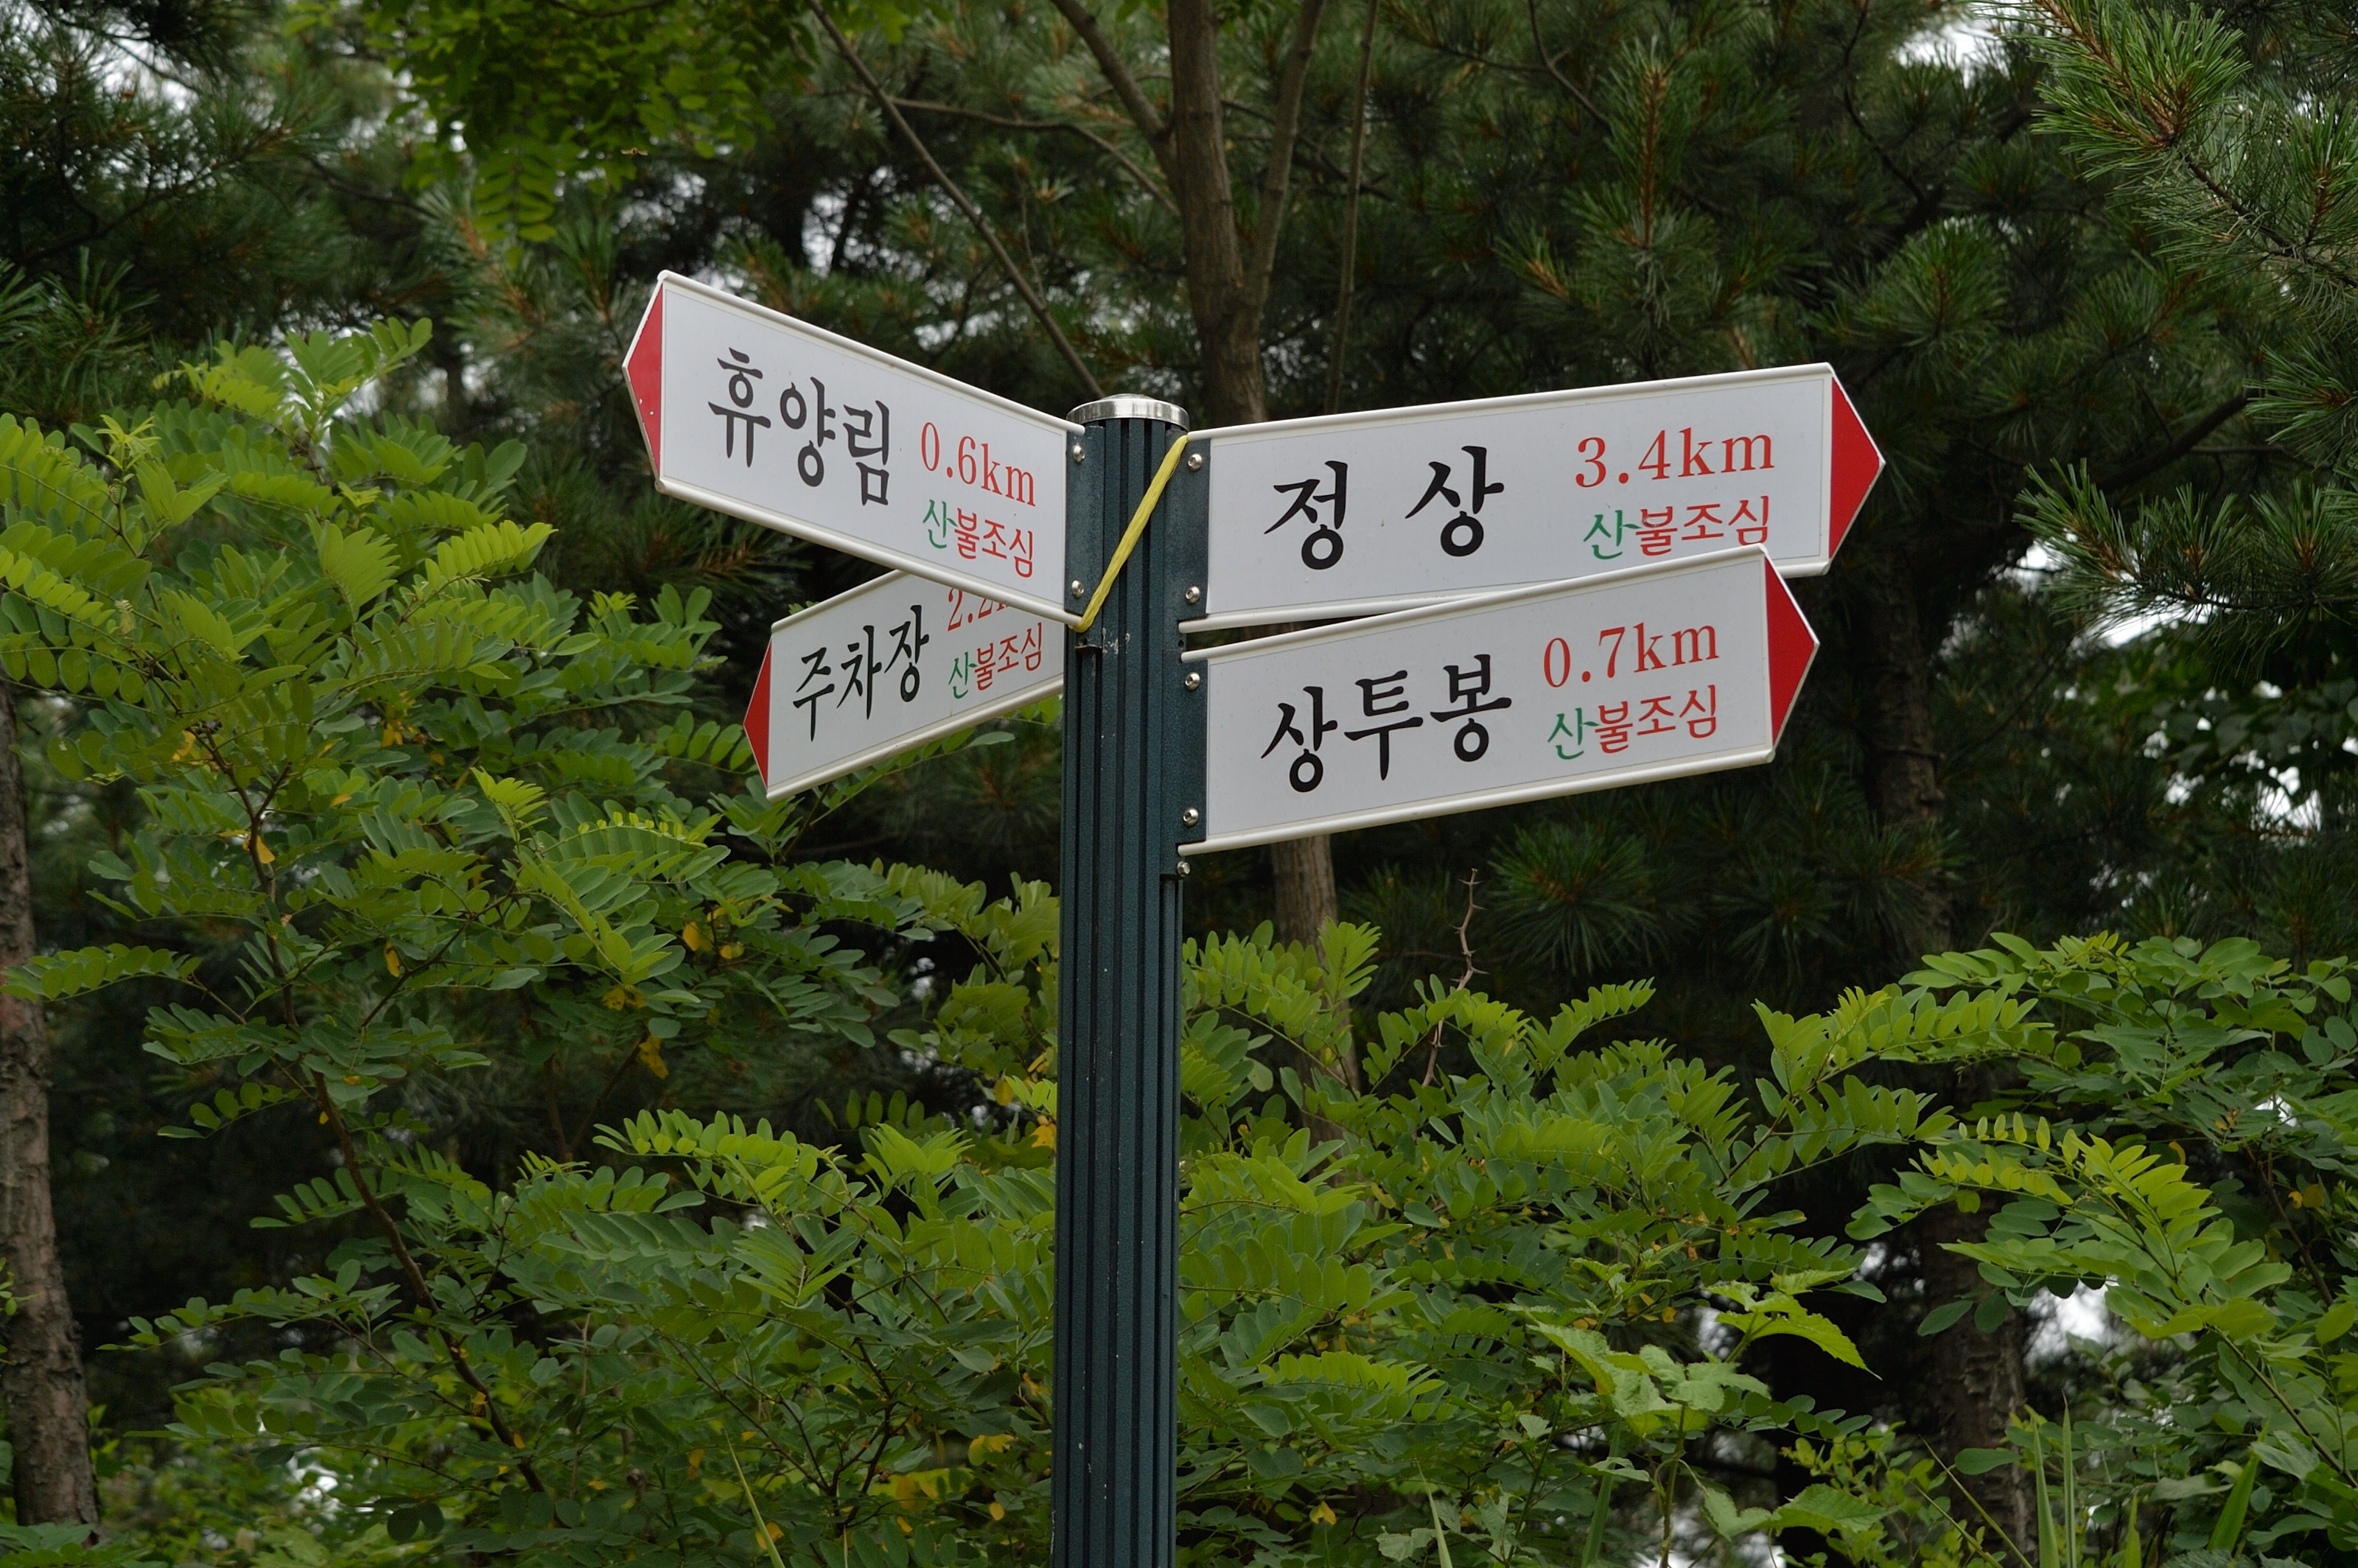 휴양림 0.6km
산불조심
정 상 3.4km
산불조심
주차장
산불조심
상투봉 0.7km
산불조심